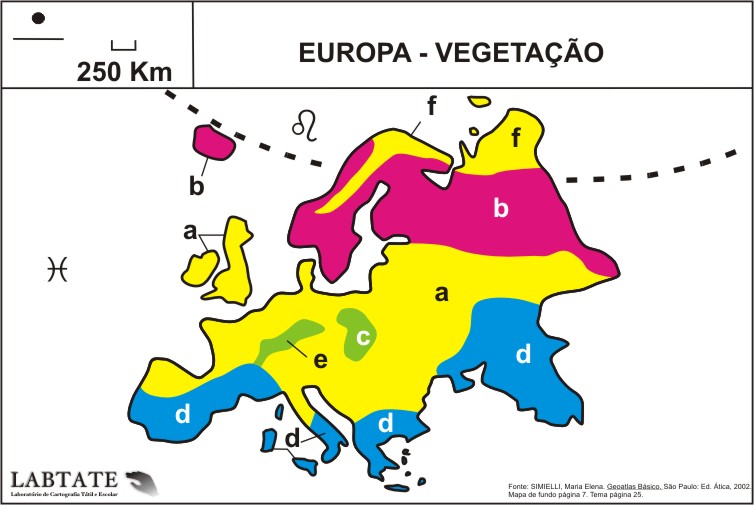 250 Km
EUROPA - VEGETAÇÃO
f
f
b
b
a
a
c
e
d
d
d
d
LABTATE
Laboratório de Cartografia Tátil e Escolar
Fonte: SIMIELLI, Maria Elena. Geoatlas Básico. São Paulo: Ed. Ática, 2002.
Mapa de fundo página 7. Tema página 25.